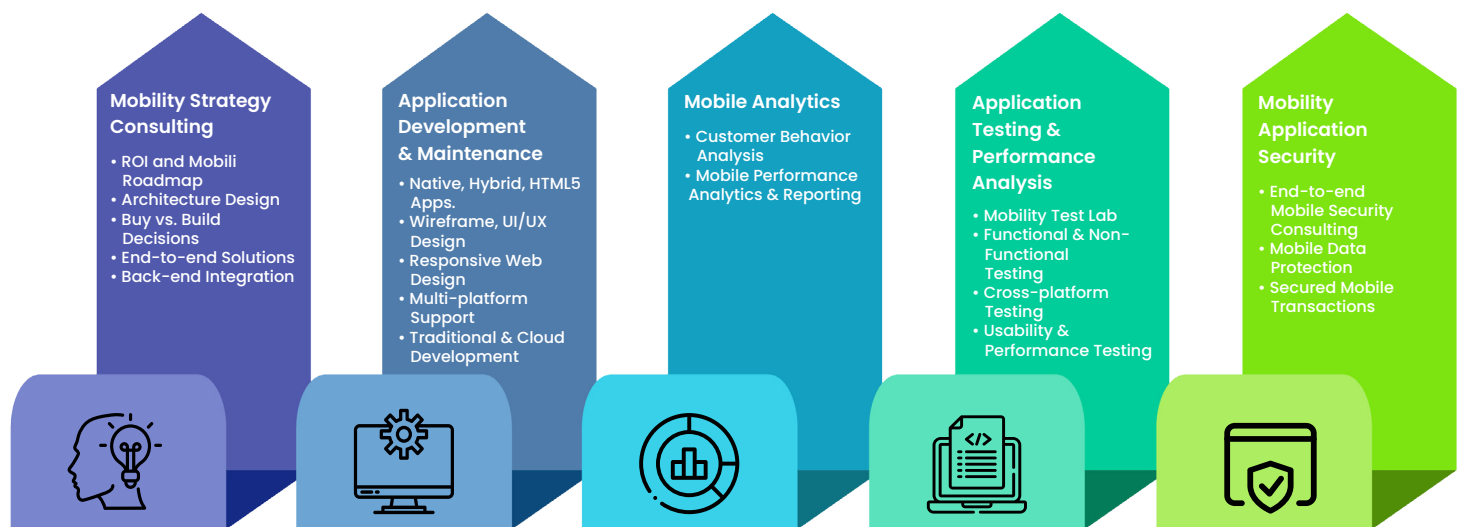 Mobility Strategy
Consulting
• ROI and Mobili
Roadmap
• Architecture Design
• Buy vs. Build
Decisions
• End-to-end Solutions
• Back-end Integration
Application
Development
& Maintenance
• Native, Hybrid, HTML5
Apps.
• Wireframe, UI/UX
Design
• Responsive Web
Design
• Multi-platform
Support
• Traditional & Cloud
Development
Mobile Analytics
• Customer Behavior
Analysis
• Mobile Performance
Analytics & Reporting
Application
Testing &
Performance
Analysis
• Mobility Test Lab
• Functional & Non-
Functional
Testing
• Cross-platform
Testing
• Usability &
Performance Testing
Mobility
Application
Security
• End-to-end
Mobile Security
Consulting
• Mobile Data
Protection
• Secured Mobile
Transactions